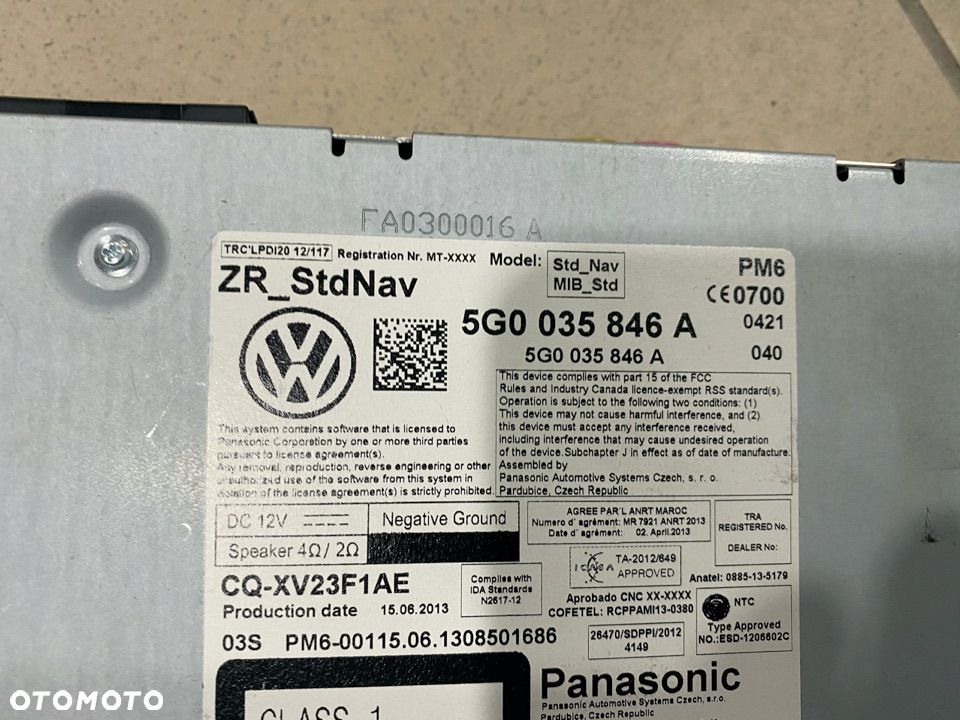 FA0300016 A
TRC'LPDI20 12/117 Registration Nr. MT-XXXX Model: Std_Nav PM6
MIB_Std
ZR_StdNav
CE0700
5G0 035 846 A 0421
5G0 035 846 A 040
This system contains software that is licensed to
Panasonic Corporation by one or more third parties
pursuant to license agreement(s).
Any removal, reproduction, reverse engineering or other
unauthorized use of the software from this system in
violation of the license agreement(s) is strictly prohibited.
This device complies with part 15 of the FCC
Rules and Industry Canada licence-exempt RSS standard(s).
Operation is subject to the following two conditions: (1)
This device may not cause harmful interference, and (2)
this device must accept any interference received,
including interference that may cause undesired operation
of the device.Subchapter J in effect as of date of manufacture.
Assembled by
Panasonic Automotive Systems Czech, s. r. o.
Pardubice, Czech Republic
DC 12V Negative Ground
Speaker 4Ω/ 2Ω
AGREE PAR'L ANRT MAROC
Numero d' agrément: MR 7921 ANRT 2013
Date d' agrément: 02. April.2013
TRA
REGISTERED No.
DEALER No:
ICASA TA-2012/649
APPROVED
Anatel: 0885-13-5179
CQ-XV23F1AE
Production date 15.06.2013
Complies with
IDA Standards
N2617-12
Aprobado CNC XX-XXXX
COFETEL: RCPPAMI13-0380
NTC
Type Approved
NO.:ESD-1206602C
03S PM6-00115.06.1308501686
26470/SDPPI/2012
4149
Panasonic
Panasonic Automotive Systems Czech, s.r.o.
Pardubice, Czech Republic
CLASS 1
OTOMOTO